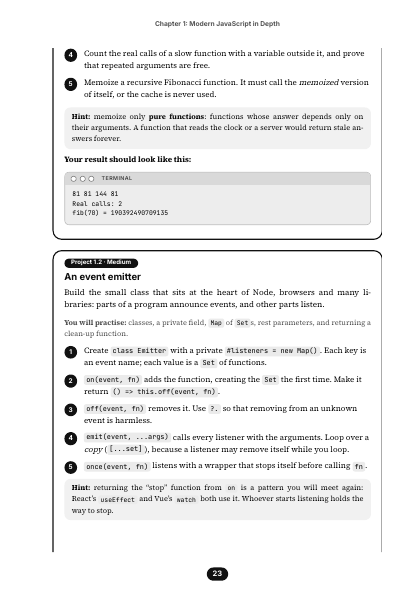 Chapter 1: Modern JavaScript in Depth
4 Count the real calls of a slow function with a variable outside it, and prove
that repeated arguments are free.
5 Memoize a recursive Fibonacci function. It must call the memoized version
of itself, or the cache is never used.
Hint: memoize only pure functions: functions whose answer depends only on
their arguments. A function that reads the clock or a server would return stale an-
swers forever.
Your result should look like this:
TERMINAL
81 81 144 81
Real calls: 2
fib(78) = 190392490709135
Project 1.2 · Medium
An event emitter
Build the small class that sits at the heart of Node, browsers and many li-
braries: parts of a program announce events, and other parts listen.
You will practise: classes, a private field, Map of Set s, rest parameters, and returning a
clean-up function.
1 Create class Emitter with a private #listeners = new Map() . Each key is
an event name; each value is a Set of functions.
2 on(event, fn) adds the function, creating the Set the first time. Make it
return () => this.off(event, fn) .
3 off(event, fn) removes it. Use ?. so that removing from an unknown
event is harmless.
4 emit(event, ...args) calls every listener with the arguments. Loop over a
copy ( [...set] ), because a listener may remove itself while you loop.
5 once(event, fn) listens with a wrapper that stops itself before calling fn .
Hint: returning the “stop” function from on is a pattern you will meet again:
React’s useEffect and Vue’s watch both use it. Whoever starts listening holds the
way to stop.
23